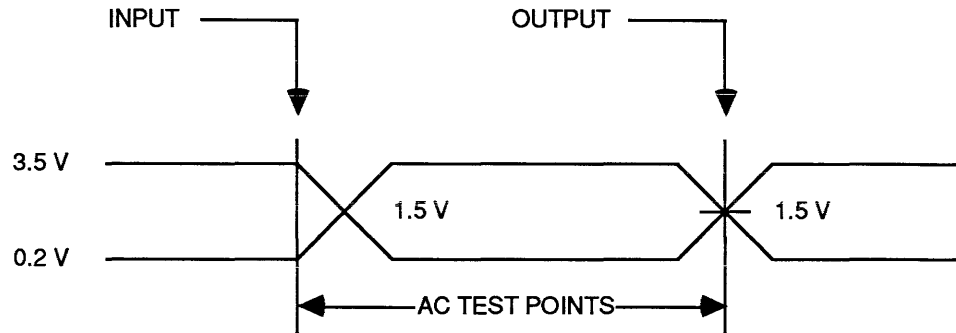 INPUT
OUTPUT
3.5 V
1.5 V
1.5 V
0.2 V
AC TEST POINTS